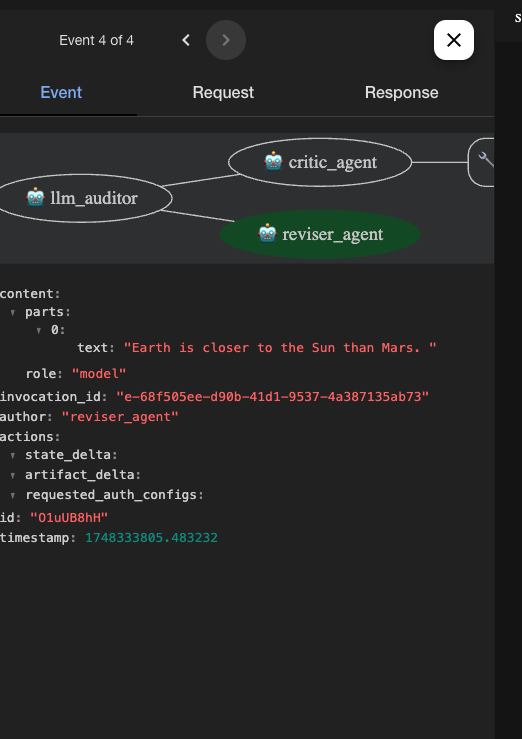 s
Event 4 of 4
Event Request Response
critic_agent
llm_auditor
reviser_agent
content:
parts:
0:
text: "Earth is closer to the Sun than Mars. "
role: "model"
invocation_id: "e-68f505ee-d90b-41d1-9537-4a387135ab73"
author: "reviser_agent"
actions:
state_delta:
artifact_delta:
requested_auth_configs:
id: "O1uUB8hH"
timestamp: 1748333805.483232